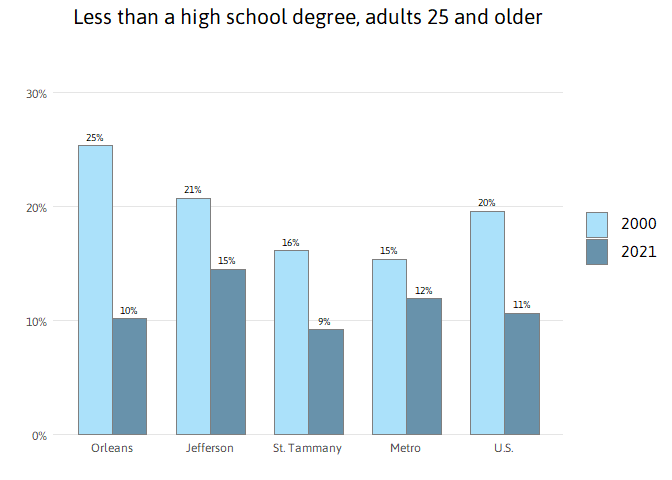 Less than a high school degree, adults 25 and older
30%
20%
10%
0%
25%
10%
21%
15%
16%
9%
15%
12%
20%
11%
Orleans
Jefferson
St. Tammany
Metro
U.S.
2000
2021